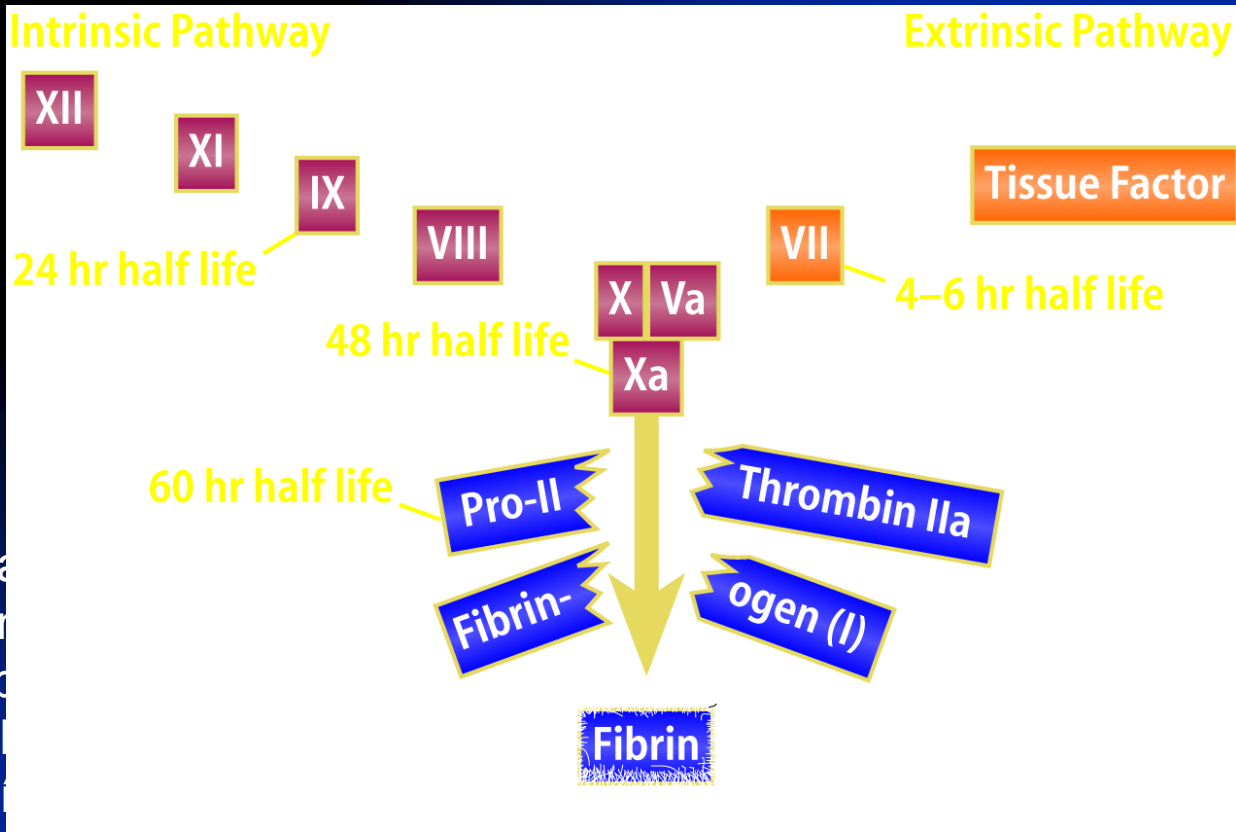 Intrinsic Pathway
Extrinsic Pathway
XII
XI
IX
VIII
VII
Tissue Factor
24 hr half life
4–6 hr half life
X
Va
48 hr half life
Xa
60 hr half life
Pro-II
Thrombin IIa
Fibrin-
ogen (I)
Fibrin